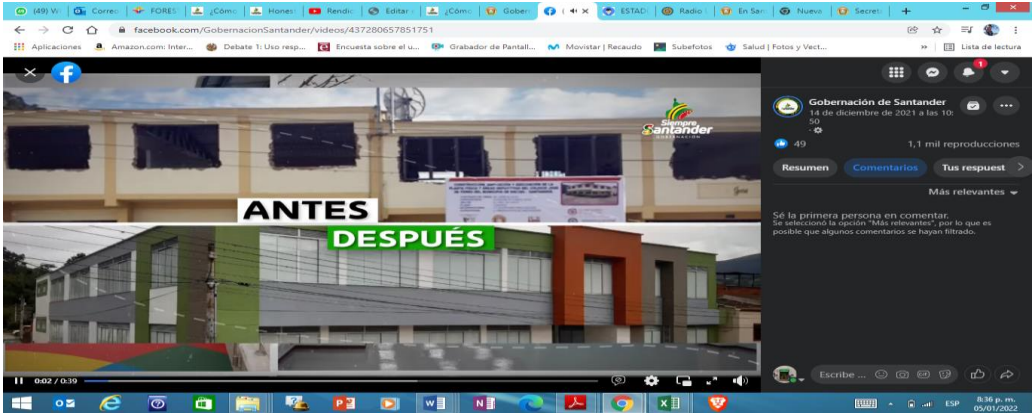 (49) W
Correo
FORES
¿Cómo
Honest
Rendic
Editar
¿Cómo
Gober
ESTADI
Radio
En San
Nueva
Secret
facebook.com/GobernacionSantander/videos/437280657851751
Aplicaciones
Amazon.com: Inter...
Debate 1: Uso resp...
Encuesta sobre el u...
Grabador de Pantall...
Movistar | Recaudo
Subefotos
Salud | Fotos y Vect...
Lista de lectura
Siempre
Santander
GOBERNACIÓN
ANTES
DESPUÉS
0:02 / 0:39
1
Gobernación de Santander
14 de diciembre de 2021 a las 10:
50
49
1,1 mil reproducciones
Resumen
Comentarios
Tus respuest
Más relevantes
Sé la primera persona en comentar.
Se seleccionó la opción "Más relevantes", por lo que es
posible que algunos comentarios se hayan filtrado.
Escribe ...
ESP
8:36 p. m.
05/01/2022